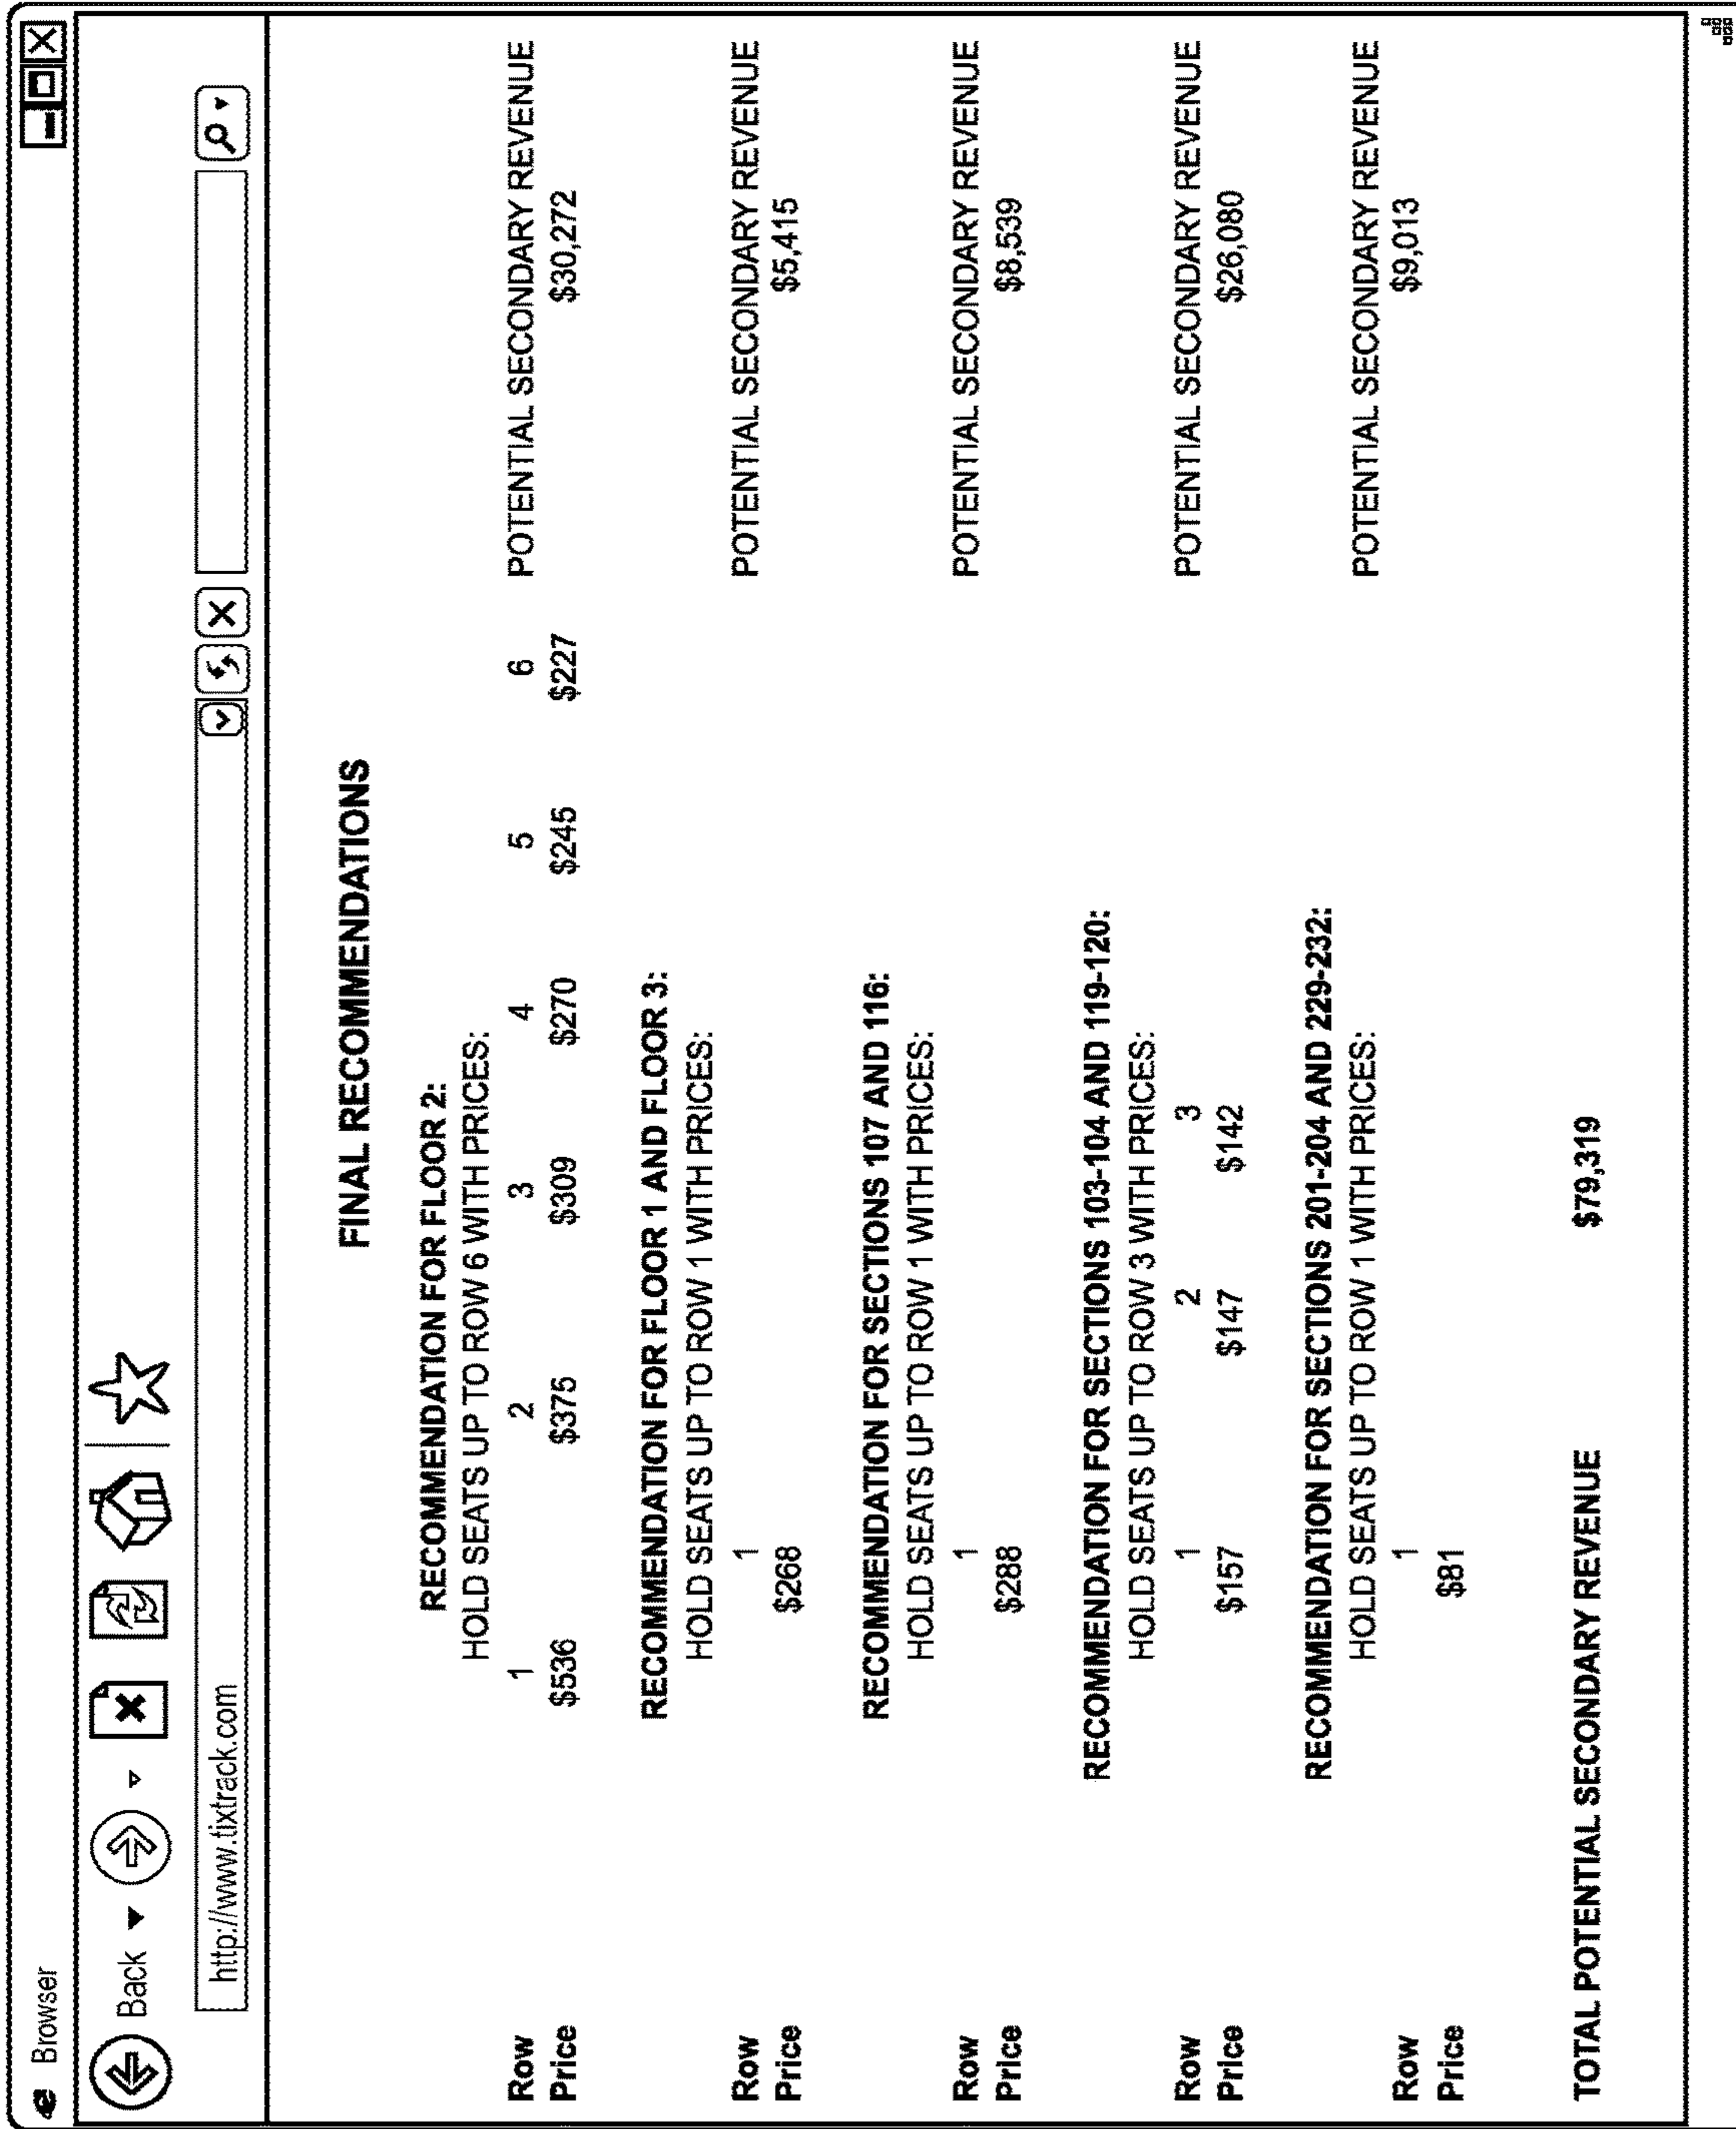 Browser
Back
http://www.tixtrack.com
FINAL RECOMMENDATIONS
RECOMMENDATION FOR FLOOR 2:
HOLD SEATS UP TO ROW 6 WITH PRICES:
Row 1 2 3 4 5 6 POTENTIAL SECONDARY REVENUE
Price $536 $375 $309 $270 $245 $227 $30,272
RECOMMENDATION FOR FLOOR 1 AND FLOOR 3:
HOLD SEATS UP TO ROW 1 WITH PRICES:
Row 1 POTENTIAL SECONDARY REVENUE
Price $268 $5,415
RECOMMENDATION FOR SECTIONS 107 AND 116:
HOLD SEATS UP TO ROW 1 WITH PRICES:
Row 1 POTENTIAL SECONDARY REVENUE
Price $288 $8,539
RECOMMENDATION FOR SECTIONS 103-104 AND 119-120:
HOLD SEATS UP TO ROW 3 WITH PRICES:
Row 1 2 3 POTENTIAL SECONDARY REVENUE
Price $157 $147 $142 $26,080
RECOMMENDATION FOR SECTIONS 201-204 AND 229-232:
HOLD SEATS UP TO ROW 1 WITH PRICES: POTENTIAL SECONDARY REVENUE
Row 1 $9,013
Price $81
TOTAL POTENTIAL SECONDARY REVENUE $79,319